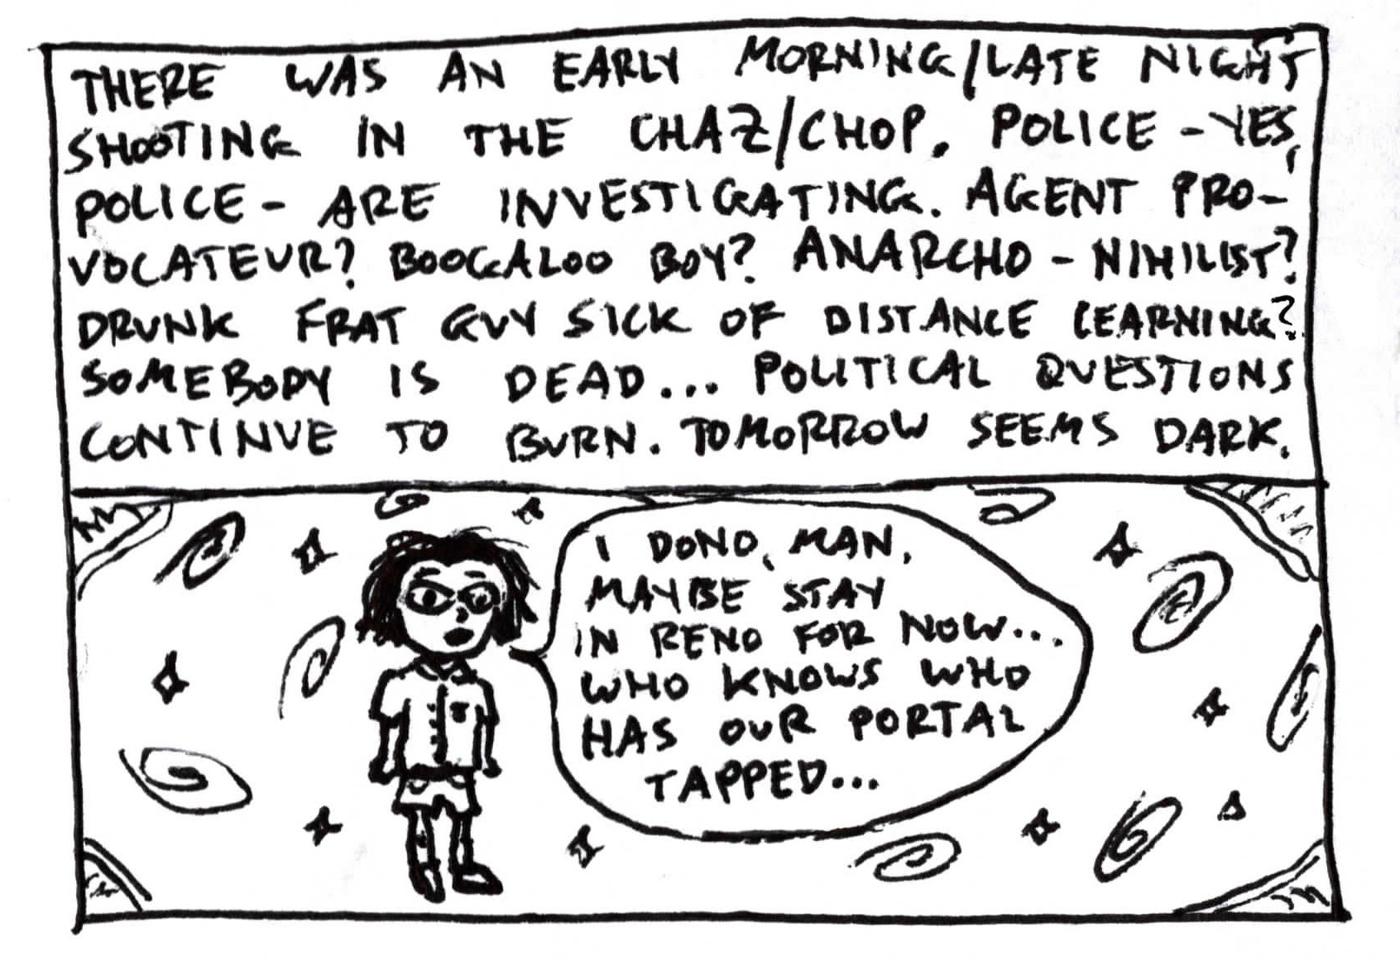 THERE WAS AN EARLY MORNING/LATE NIGHT
SHOOTING IN THE CHAZ/CHOP. POLICE - YES,
POLICE - ARE INVESTIGATING. AGENT PRO-
VOCATEUR? BOOGALOO BOY? ANARCHO - NIHILIST?
DRUNK FRAT GUY SICK OF DISTANCE LEARNING?
SOMEBODY IS DEAD... POLITICAL QUESTIONS
CONTINUE TO BURN. TOMORROW SEEMS DARK.
I DONO, MAN,
MAYBE STAY
IN RENO FOR NOW...
WHO KNOWS WHO
HAS OUR PORTAL
TAPPED...